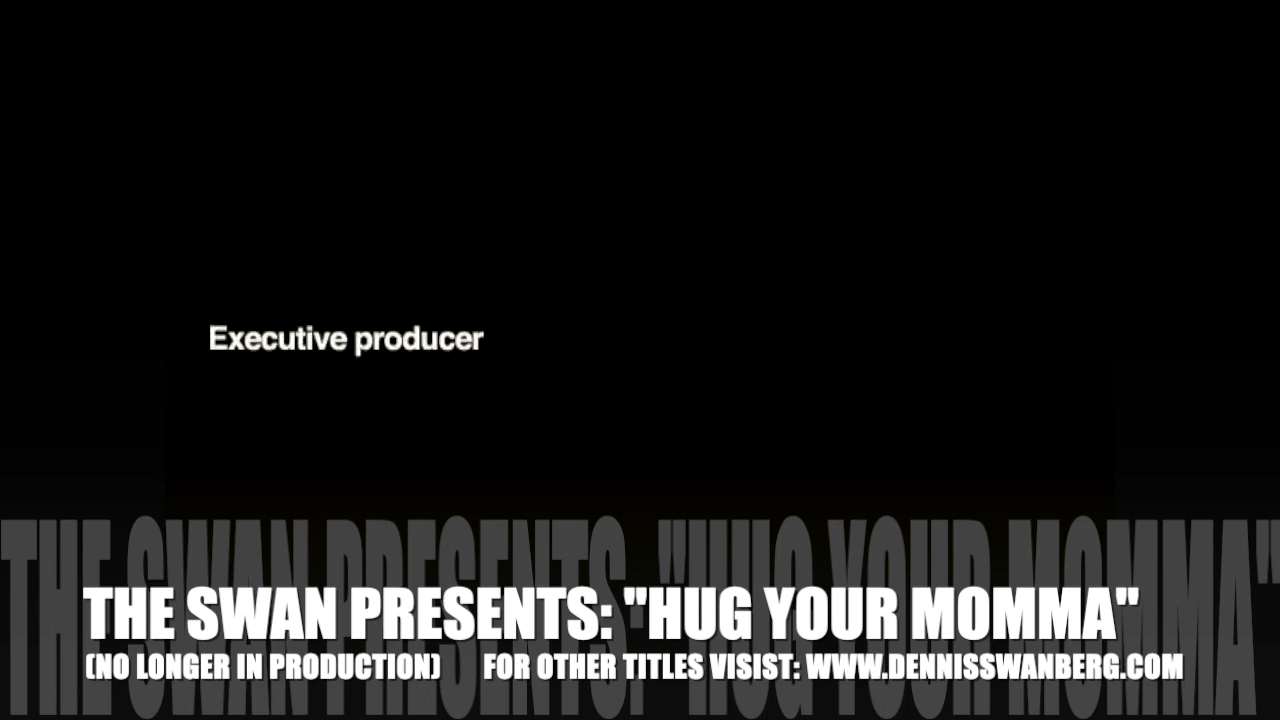 Executive producer
THE SWAN PRESENTS: "HUG YOUR MOMMA"
THE SWAN PRESENTS: "HUG YOUR MOMMA"
(NO LONGER IN PRODUCTION) FOR OTHER TITLES VISIST: WWW.DENNISSWANBERG.COM